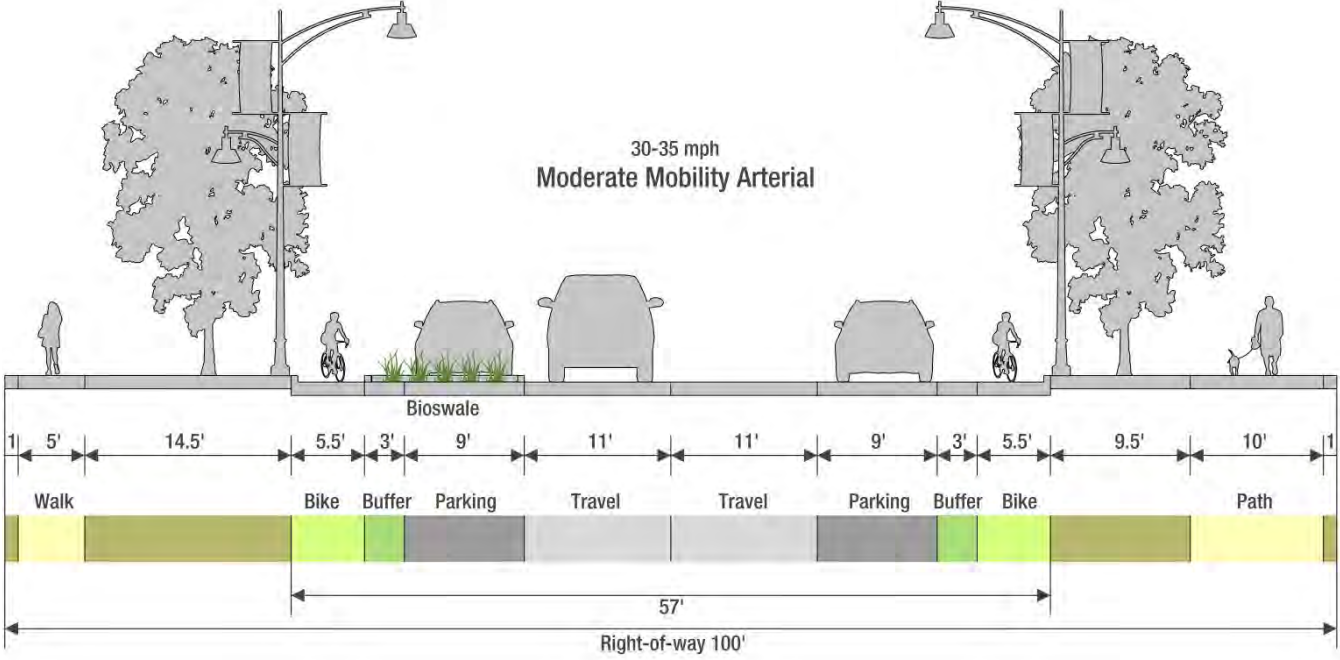 30-35 mph
Moderate Mobility Arterial
Bioswale
1 5' 14.5' 5.5' 3' 9' 11' 11' 9' 3' 5.5' 9.5' 10' 1
Walk Bike Buffer Parking Travel Travel Parking Buffer Bike Path
57'
Right-of-way 100'